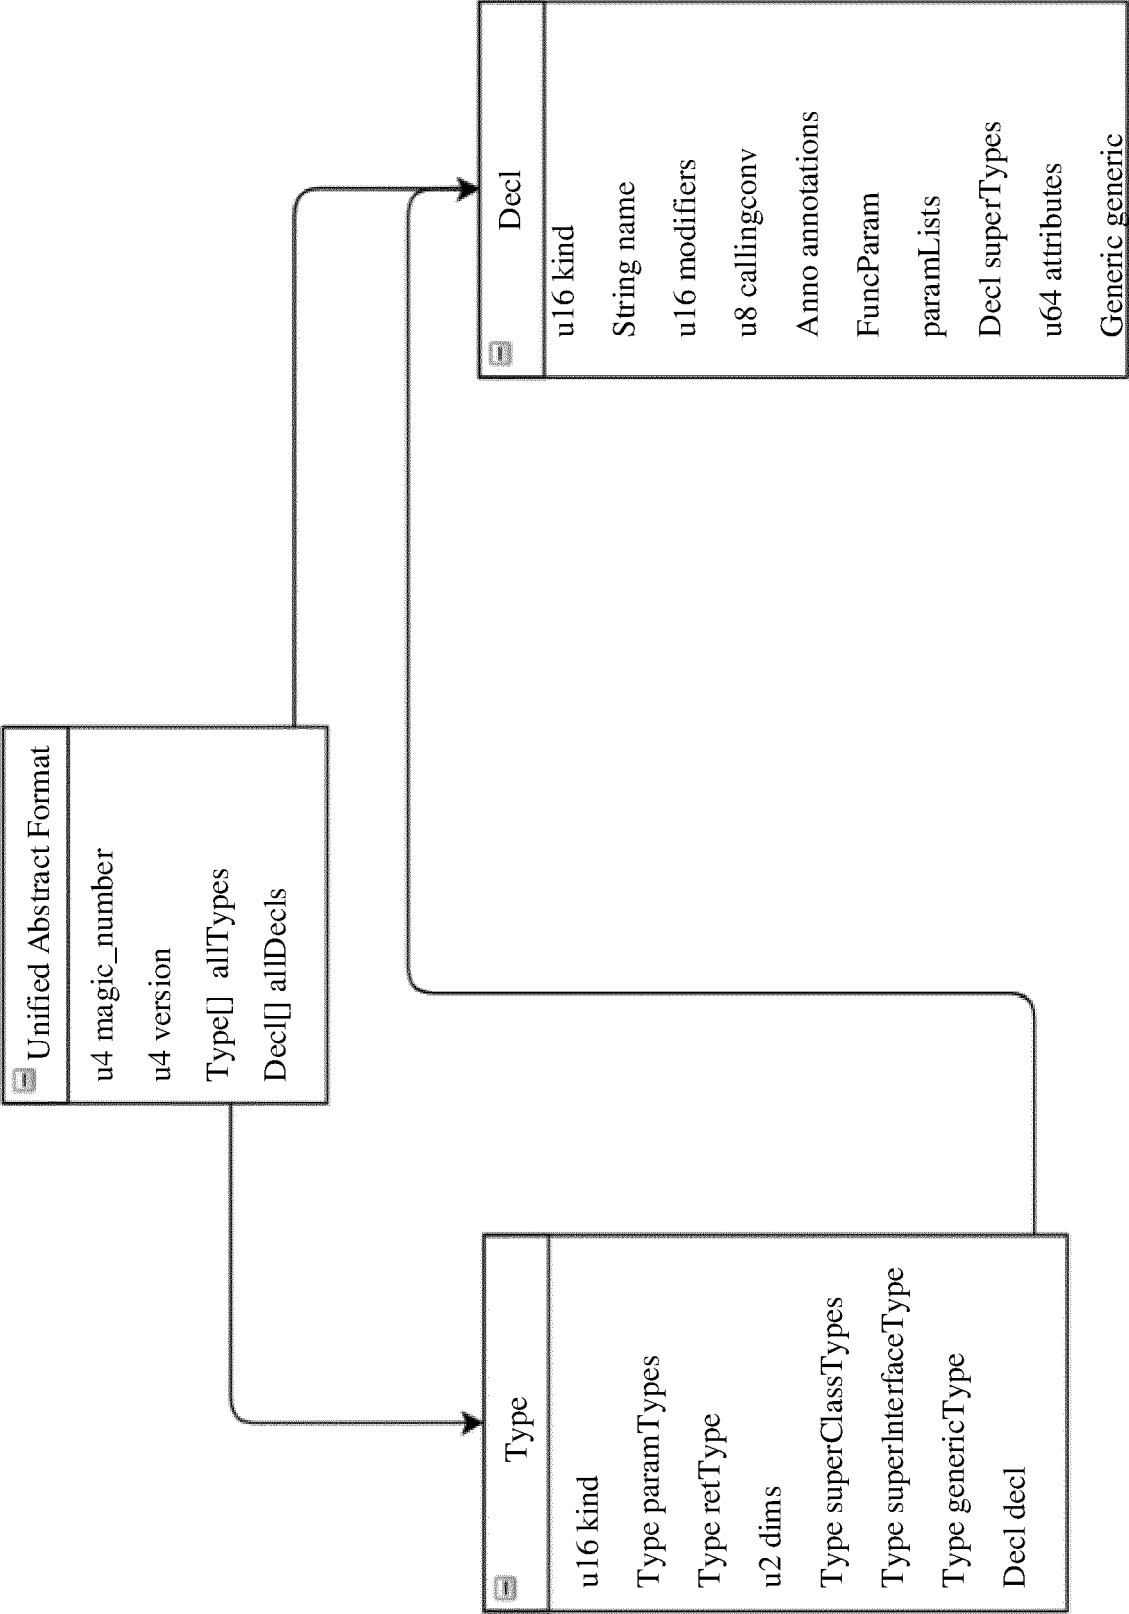 Unified Abstract Format
u4 magic_number
u4 version
Type[] allTypes
Decl[] allDecls
Type
u16 kind
Type paramTypes
Type retType
u2 dims
Type superClassTypes
Type superInterfaceType
Type genericType
Decl decl
Decl
u16 kind
String name
u16 modifiers
u8 callingconv
Anno annotations
FuncParam
paramLists
Decl superTypes
u64 attributes
Generic generic